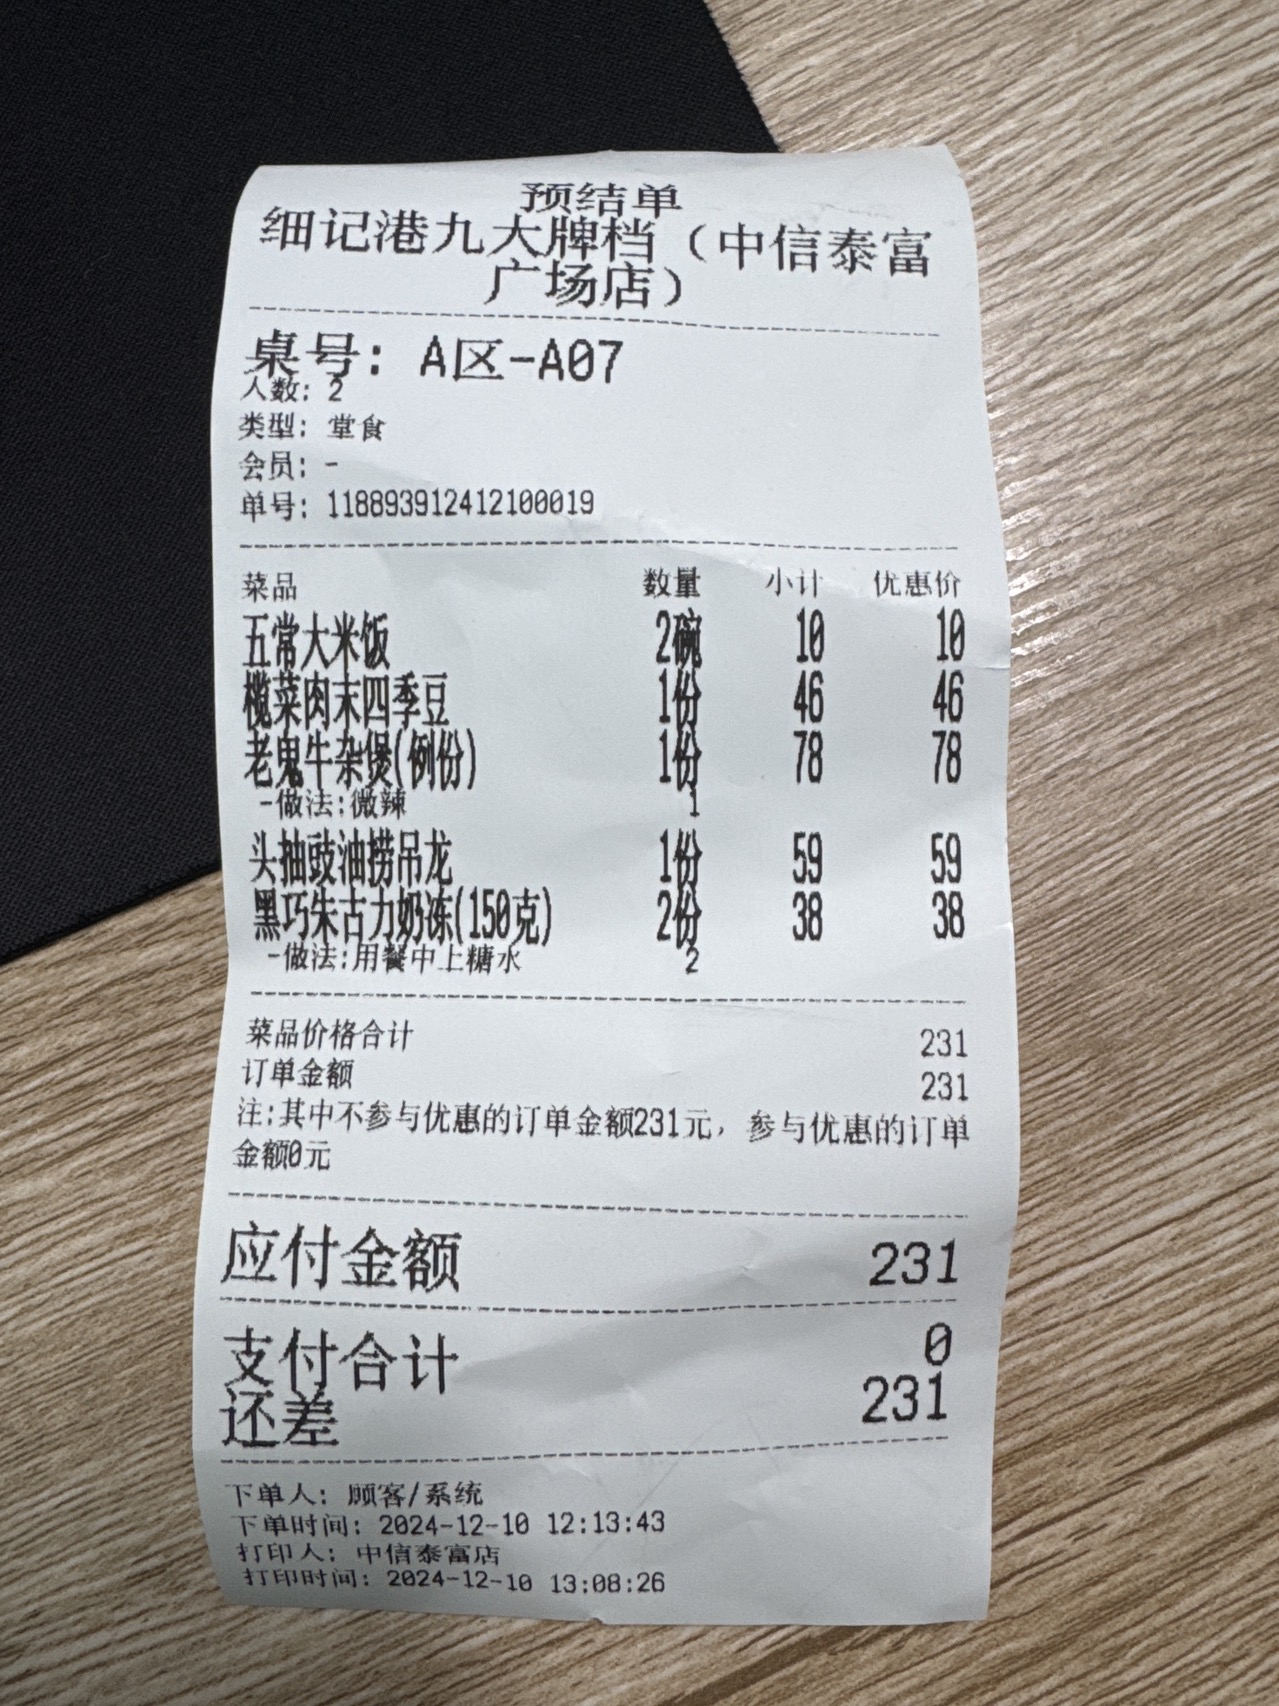 预结单
细记港九大牌档（中信泰富
广场店）
桌号: A区-A07
人数: 2
类型: 堂食
会员: -
单号: 118893912412100019
菜品 数量 小计 优惠价
五常大米饭 2碗 10 10
榄菜肉末四季豆 1份 46 46
老鬼牛杂煲(例份) 1份 78 78
-做法:微辣 1
头抽豉油捞吊龙 1份 59 59
黑巧朱古力奶冻(150克) 2份 38 38
-做法:用餐中上糖水 2
菜品价格合计 231
订单金额 231
注:其中不参与优惠的订单金额231元，参与优惠的订单
金额0元
应付金额 231
支付合计 0
还差 231
下单人: 顾客/系统
下单时间: 2024-12-10 12:13:43
打印人: 中信泰富店
打印时间: 2024-12-10 13:08:26